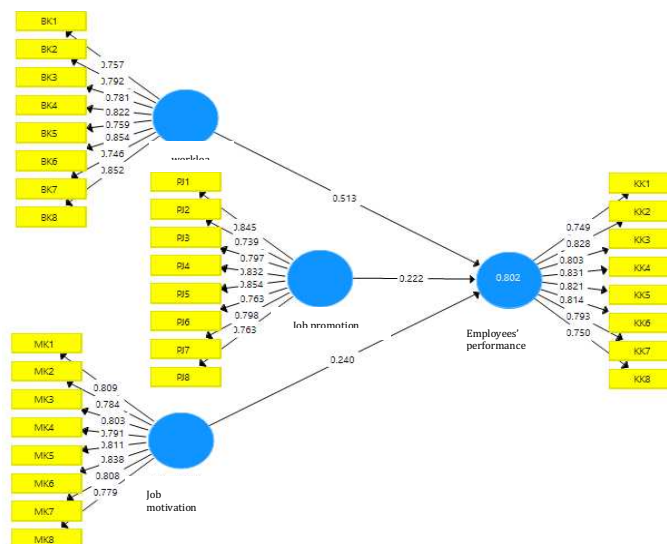 BK1
BK2
BK3
BK4
BK5
BK6
BK7
BK8
0.757
0.792
0.781
0.822
0.759
0.854
0.746
0.852
PJ1
PJ2
PJ3
PJ4
PJ5
PJ6
PJ7
PJ8
0.845
0.739
0.797
0.832
0.854
0.763
0.798
0.763
Job promotion
MK1
MK2
MK3
MK4
MK5
MK6
MK7
MK8
0.809
0.784
0.803
0.791
0.811
0.838
0.808
0.779
Job
motivation
0.513
0.222
0.240
0.802
Employees'
performance
0.749
0.828
0.803
0.831
0.821
0.814
0.793
0.750
KK1
KK2
KK3
KK4
KK5
KK6
KK7
KK8